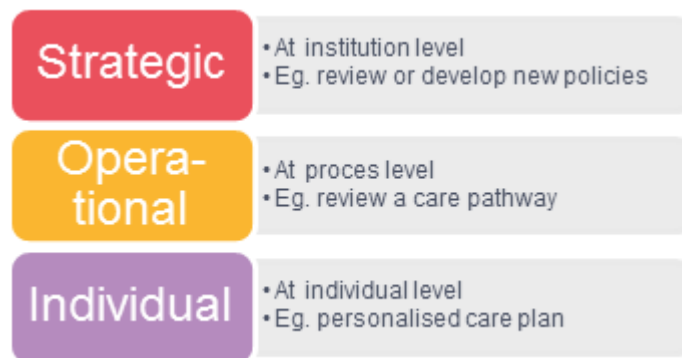 Strategic
• At institution level
• Eg. review or develop new policies
Opera-
tional
• At proces level
• Eg. review a care pathway
Individual
• At individual level
• Eg. personalised care plan